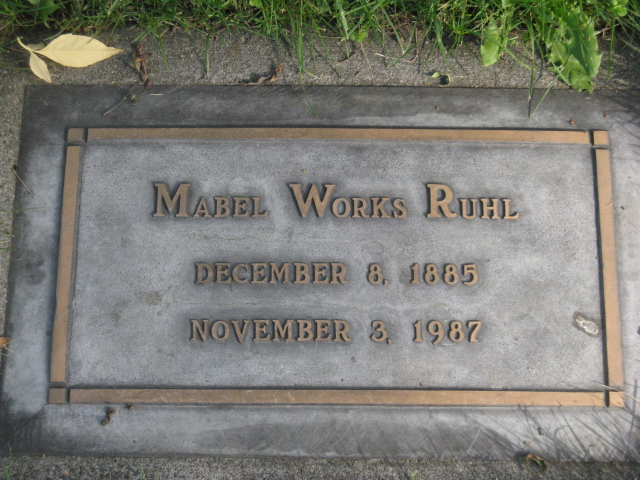 Mabel Works Ruhl
December 8, 1885
November 3, 1987